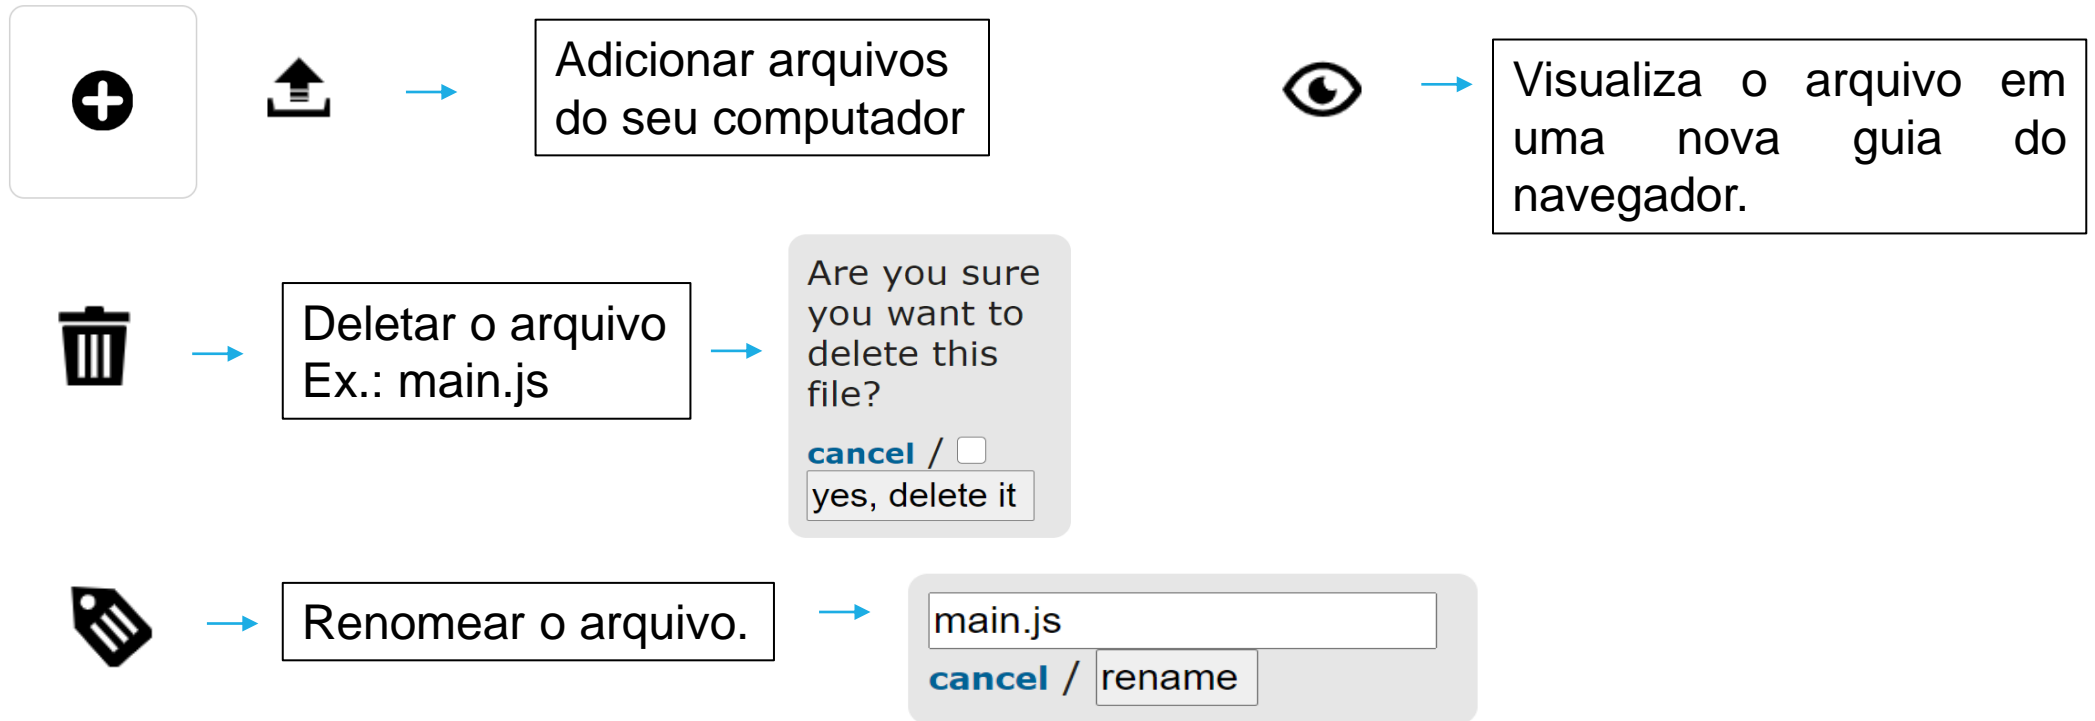 Adicionar arquivos
do seu computador
Visualiza o arquivo em
uma nova guia do
navegador.
Deletar o arquivo
Ex.: main.js
Are you sure
you want to
delete this
file?
cancel /
yes, delete it
Renomear o arquivo.
main.js
cancel / rename